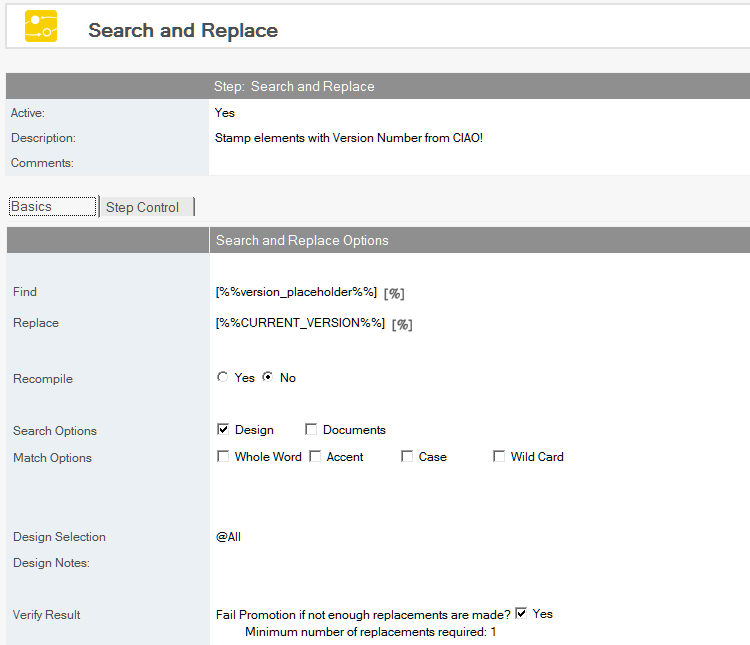 Search and Replace
Step: Search and Replace
Active: Yes
Description: Stamp elements with Version Number from CIAO!
Comments:
Basics Step Control
Search and Replace Options
Find [%%version_placeholder%%] [%]
Replace [%%CURRENT_VERSION%%] [%]
Recompile Yes No
Search Options Design Documents
Match Options Whole Word Accent Case Wild Card
Design Selection @All
Design Notes:
Verify Result Fail Promotion if not enough replacements are made? Yes
Minimum number of replacements required: 1